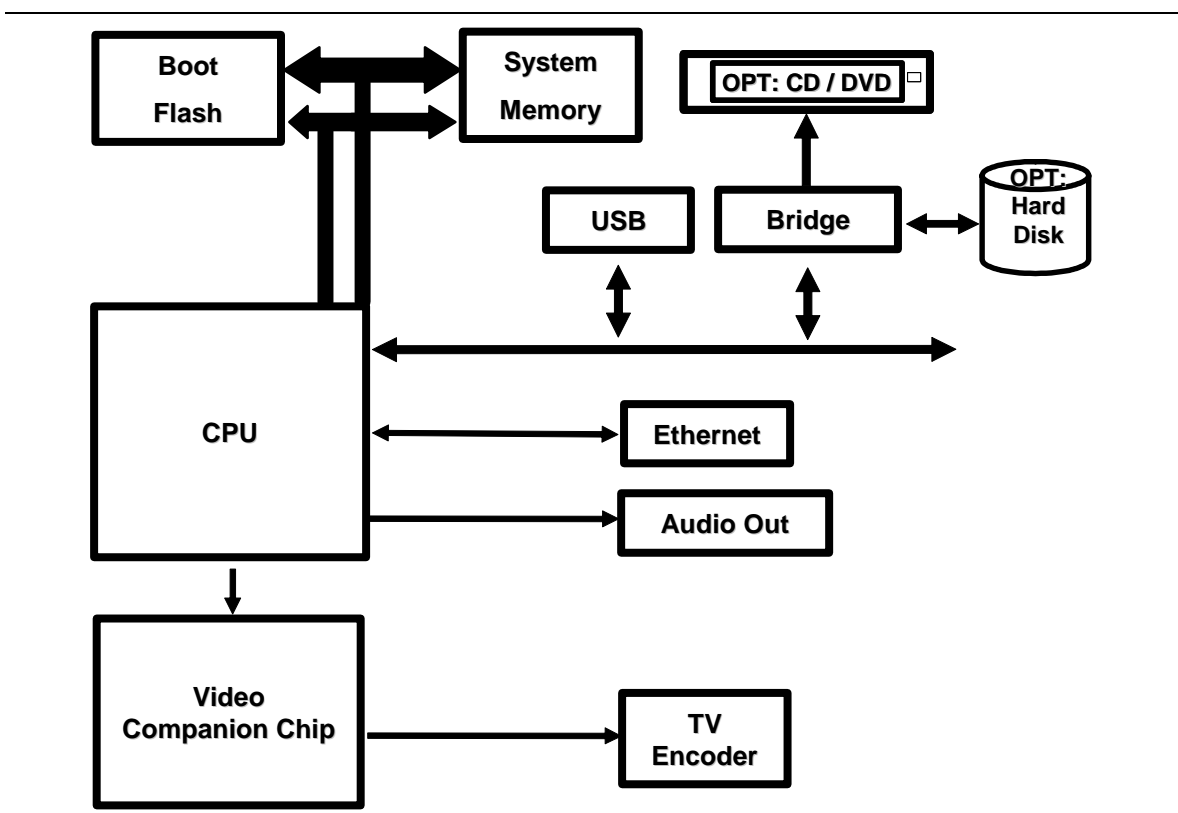 Boot
Flash
System
Memory
OPT: CD / DVD
USB
Bridge
OPT:
Hard
Disk
CPU
Ethernet
Audio Out
Video
Companion Chip
TV
Encoder